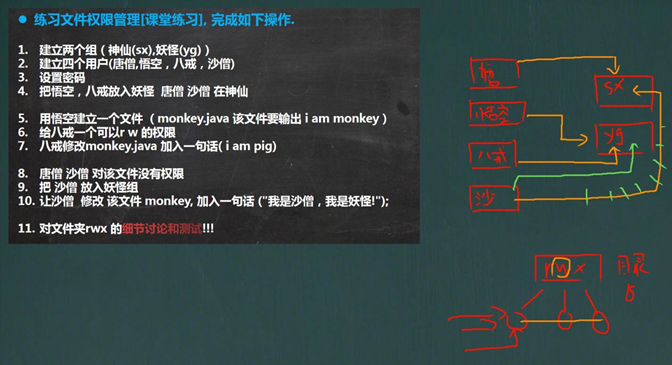 练习文件权限管理[课堂练习], 完成如下操作.
1. 建立两个组(神仙(sx),妖怪(yg))
2. 建立四个用户(唐僧,悟空,八戒,沙僧)
3. 设置密码
4. 把悟空,八戒放入妖怪 唐僧 沙僧 在神仙
5. 用悟空建立一个文件 (monkey.java 该文件要输出 i am monkey)
6. 给八戒一个可以r w 的权限
7. 八戒修改monkey.java 加入一句话( i am pig)
8. 唐僧 沙僧 对该文件没有权限
9. 把 沙僧 放入妖怪组
10. 让沙僧 修改 该文件 monkey, 加入一句话 ("我是沙僧,我是妖怪!");
11. 对文件夹rwx 的细节讨论和测试!!!
sx
悟空
yg
八戒
沙
rwx
目录